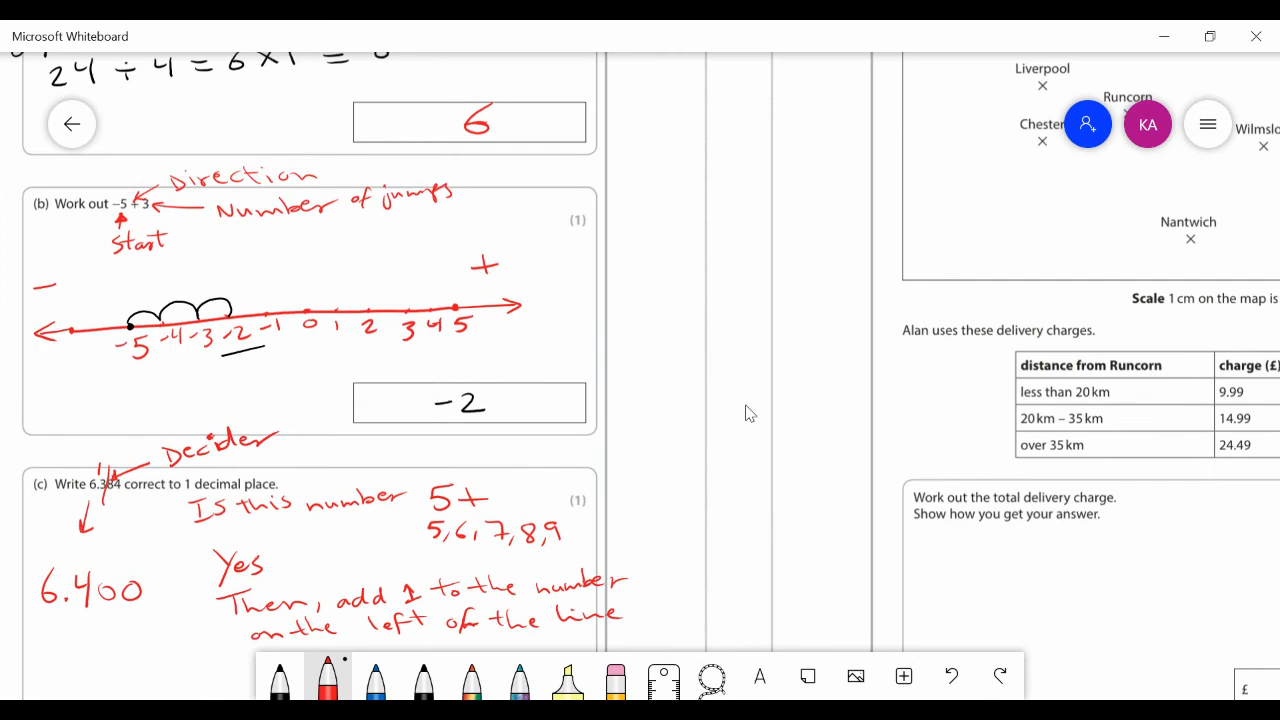 Microsoft Whiteboard
24 ÷ 4 = 6 × 1 =
6
Direction
(b) Work out −5 + 3
Number of jumps
(1)
Start
−
+
-5 -4 -3 -2 -1 0 1 2 3 4 5
-2
Decider
(c) Write 6.384 correct to 1 decimal place.
(1)
Is this number 5+
5,6,7,8,9
Yes
6.400
Then, add 1 to the number
on the left of the line
Liverpool
Runcorn
Chester
KA
Wilmslo
Nantwich
Scale 1 cm on the map is
Alan uses these delivery charges.
distance from Runcorn charge (£)
less than 20 km 9.99
20 km – 35 km 14.99
over 35 km 24.49
Work out the total delivery charge.
Show how you get your answer.
£
A